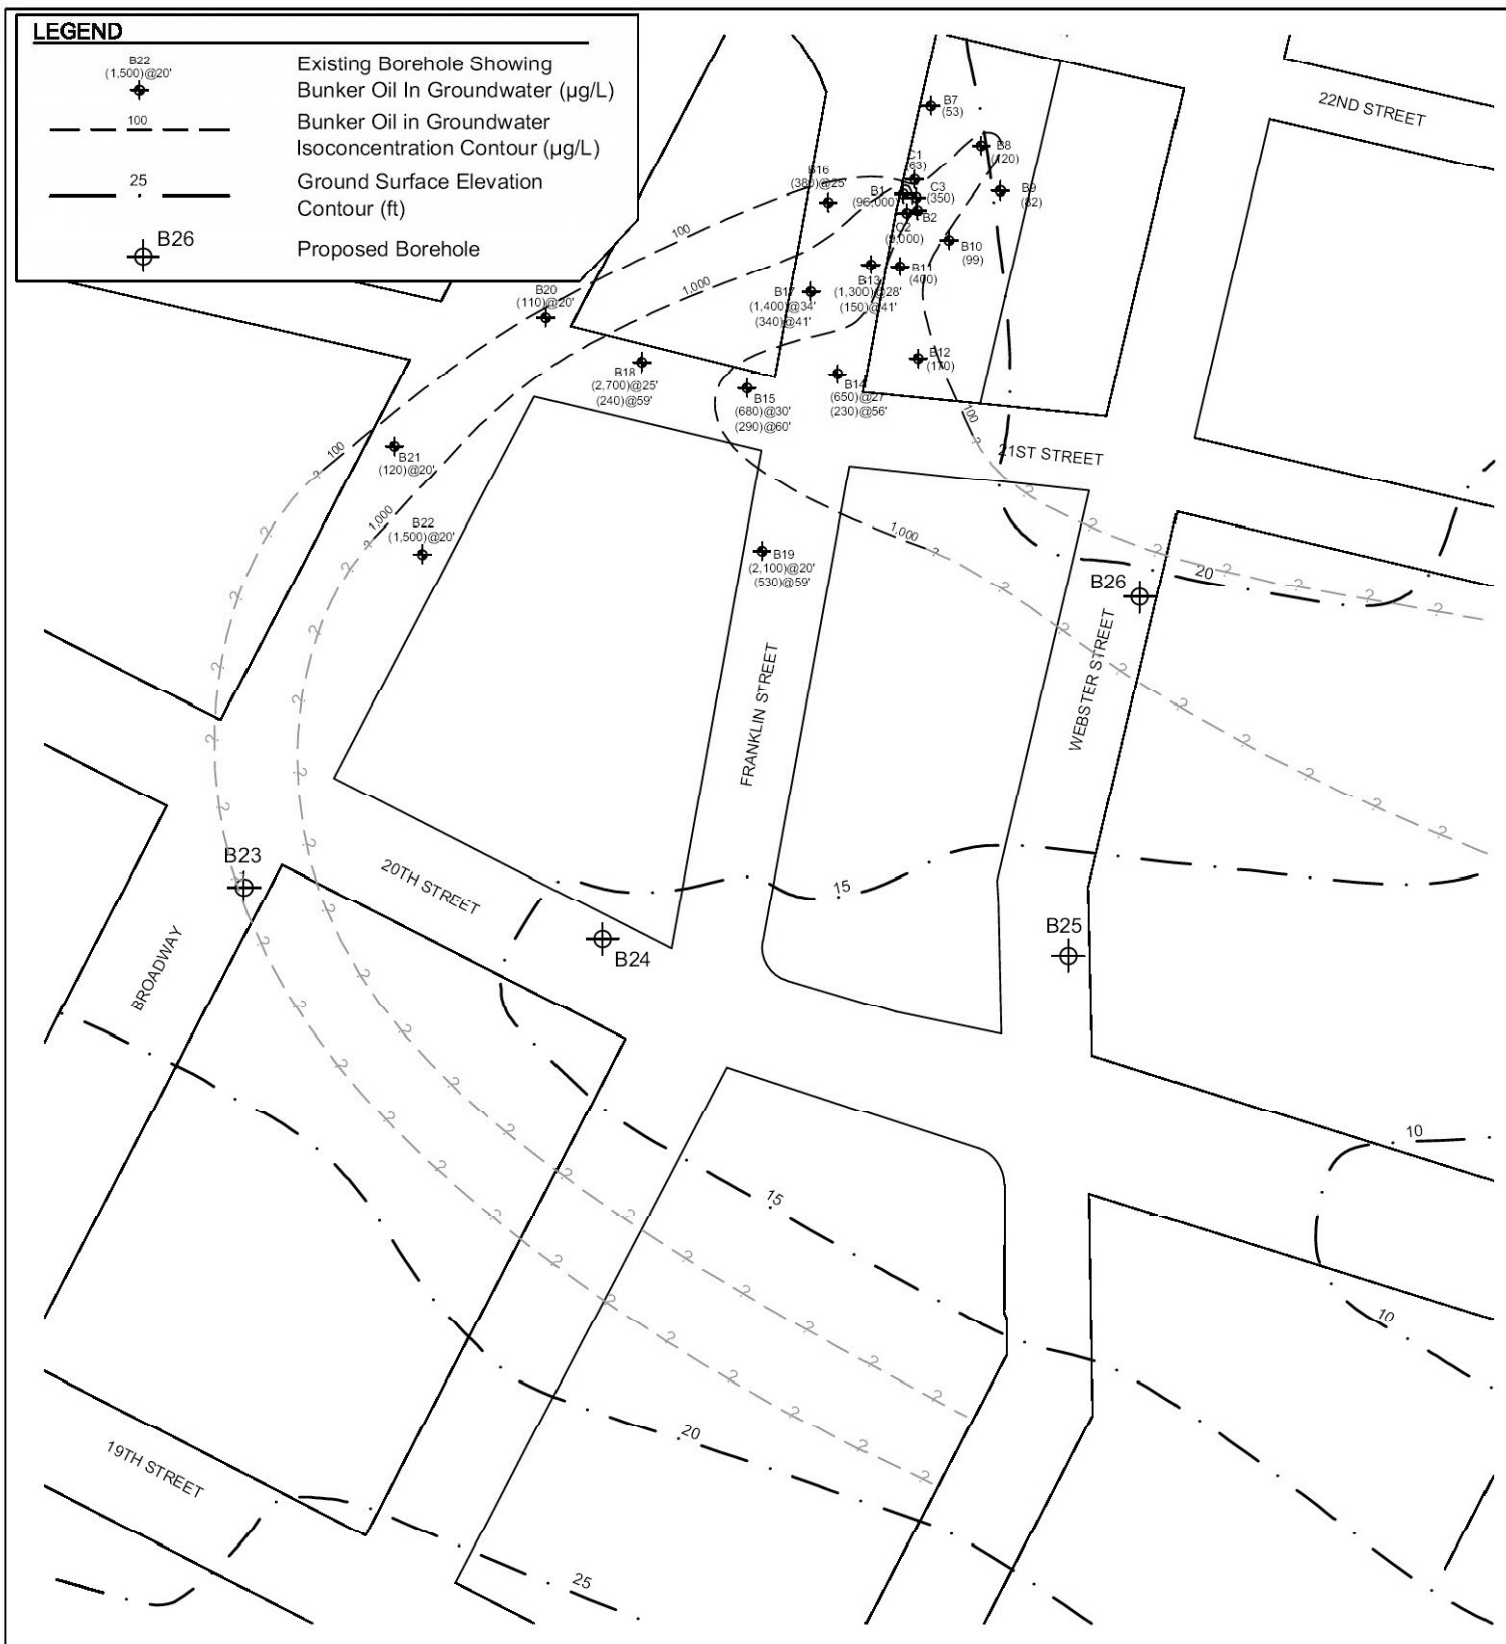 LEGEND
B22
(1,500)@20'
Existing Borehole Showing
Bunker Oil In Groundwater (µg/L)
100
Bunker Oil in Groundwater
Isoconcentration Contour (µg/L)
25
Ground Surface Elevation
Contour (ft)
B26
Proposed Borehole
22ND STREET
B7
(53)
B8
(120)
C1
(63)
B16
(380)@25'
B1
(96,000)
C3
(350)
B9
(82)
B2
C2
(9,000)
B10
(99)
100
B11
(400)
B13
(1,300)@28'
(150)@41'
1,000
B17
(1,400)@34'
(340)@41'
B20
(110)@20'
B12
(170)
B18
(2,700)@25'
(240)@59'
B14
(650)@27'
(230)@56'
B15
(680)@30'
(290)@60'
100
?
21ST STREET
100
?
B21
(120)@20'
1,000
?
B22
(1,500)@20'
1,000
?
B19
(2,100)@20'
(530)@59'
20
B26
WEBSTER STREET
FRANKLIN STREET
B23
20TH STREET
15
B24
B25
BROADWAY
10
15
10
20
19TH STREET
25